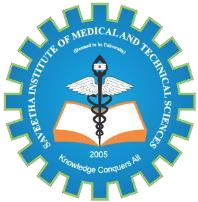 SAVEETHA INSTITUTE OF MEDICAL AND TECHNICAL SCIENCES
(Deemed to be University)
2005
Knowledge Conquers All